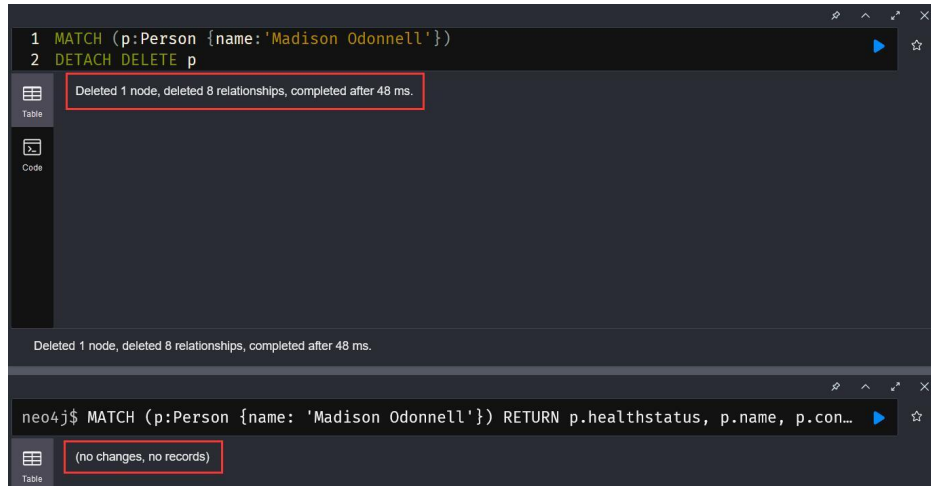 1 MATCH (p:Person {name:'Madison Odonnell'})
2 DETACH DELETE p
Deleted 1 node, deleted 8 relationships, completed after 48 ms.
Table
Code
Deleted 1 node, deleted 8 relationships, completed after 48 ms.
neo4j$ MATCH (p:Person {name: 'Madison Odonnell'}) RETURN p.healthstatus, p.name, p.con…
(no changes, no records)
Table